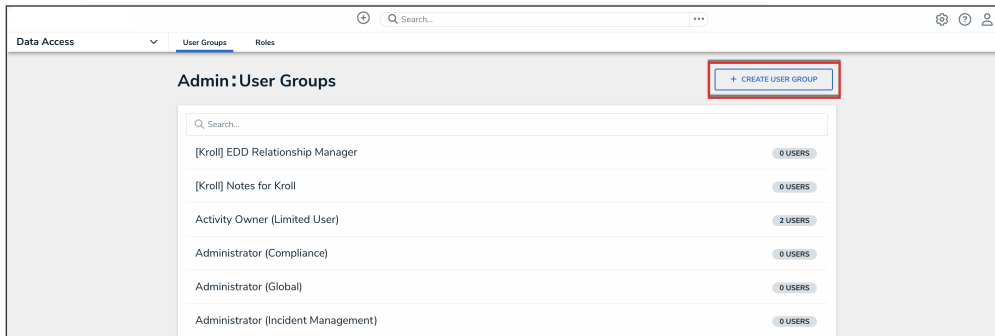 Search...
Data Access
User Groups Roles
Admin:User Groups
+ CREATE USER GROUP
Search...
[Kroll] EDD Relationship Manager 0 USERS
[Kroll] Notes for Kroll 0 USERS
Activity Owner (Limited User) 2 USERS
Administrator (Compliance) 0 USERS
Administrator (Global) 0 USERS
Administrator (Incident Management) 0 USERS